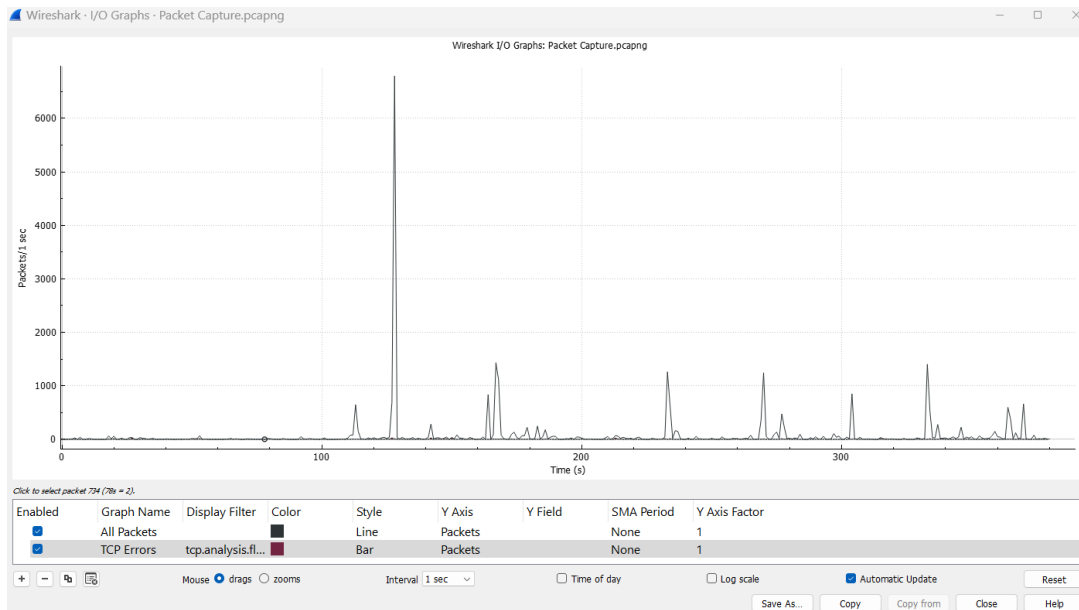 Wireshark · I/O Graphs · Packet Capture.pcapng
Wireshark I/O Graphs: Packet Capture.pcapng
Packets/1 sec
6000
5000
4000
3000
2000
1000
0
0 100 200 300
Time (s)
Click to select packet 734 (78s = 2).
Enabled Graph Name Display Filter Color Style Y Axis Y Field SMA Period Y Axis Factor
All Packets Line Packets None 1
TCP Errors tcp.analysis.fl... Bar Packets None 1
Mouse drags zooms Interval 1 sec Time of day Log scale Automatic Update Reset
Save As... Copy Copy from Close Help